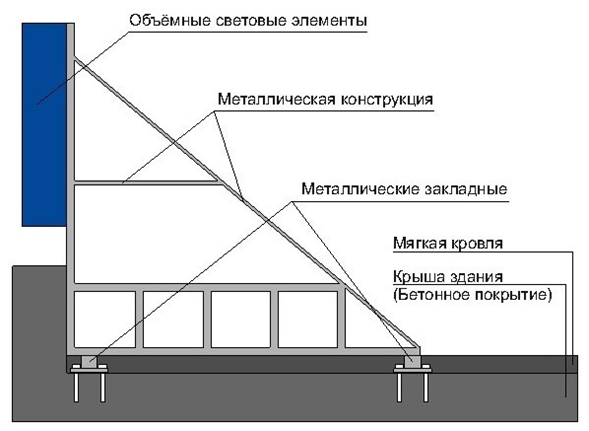 Объёмные световые элементы
Металлическая конструкция
Металлические закладные
Мягкая кровля
Крыша здания
(Бетонное покрытие)